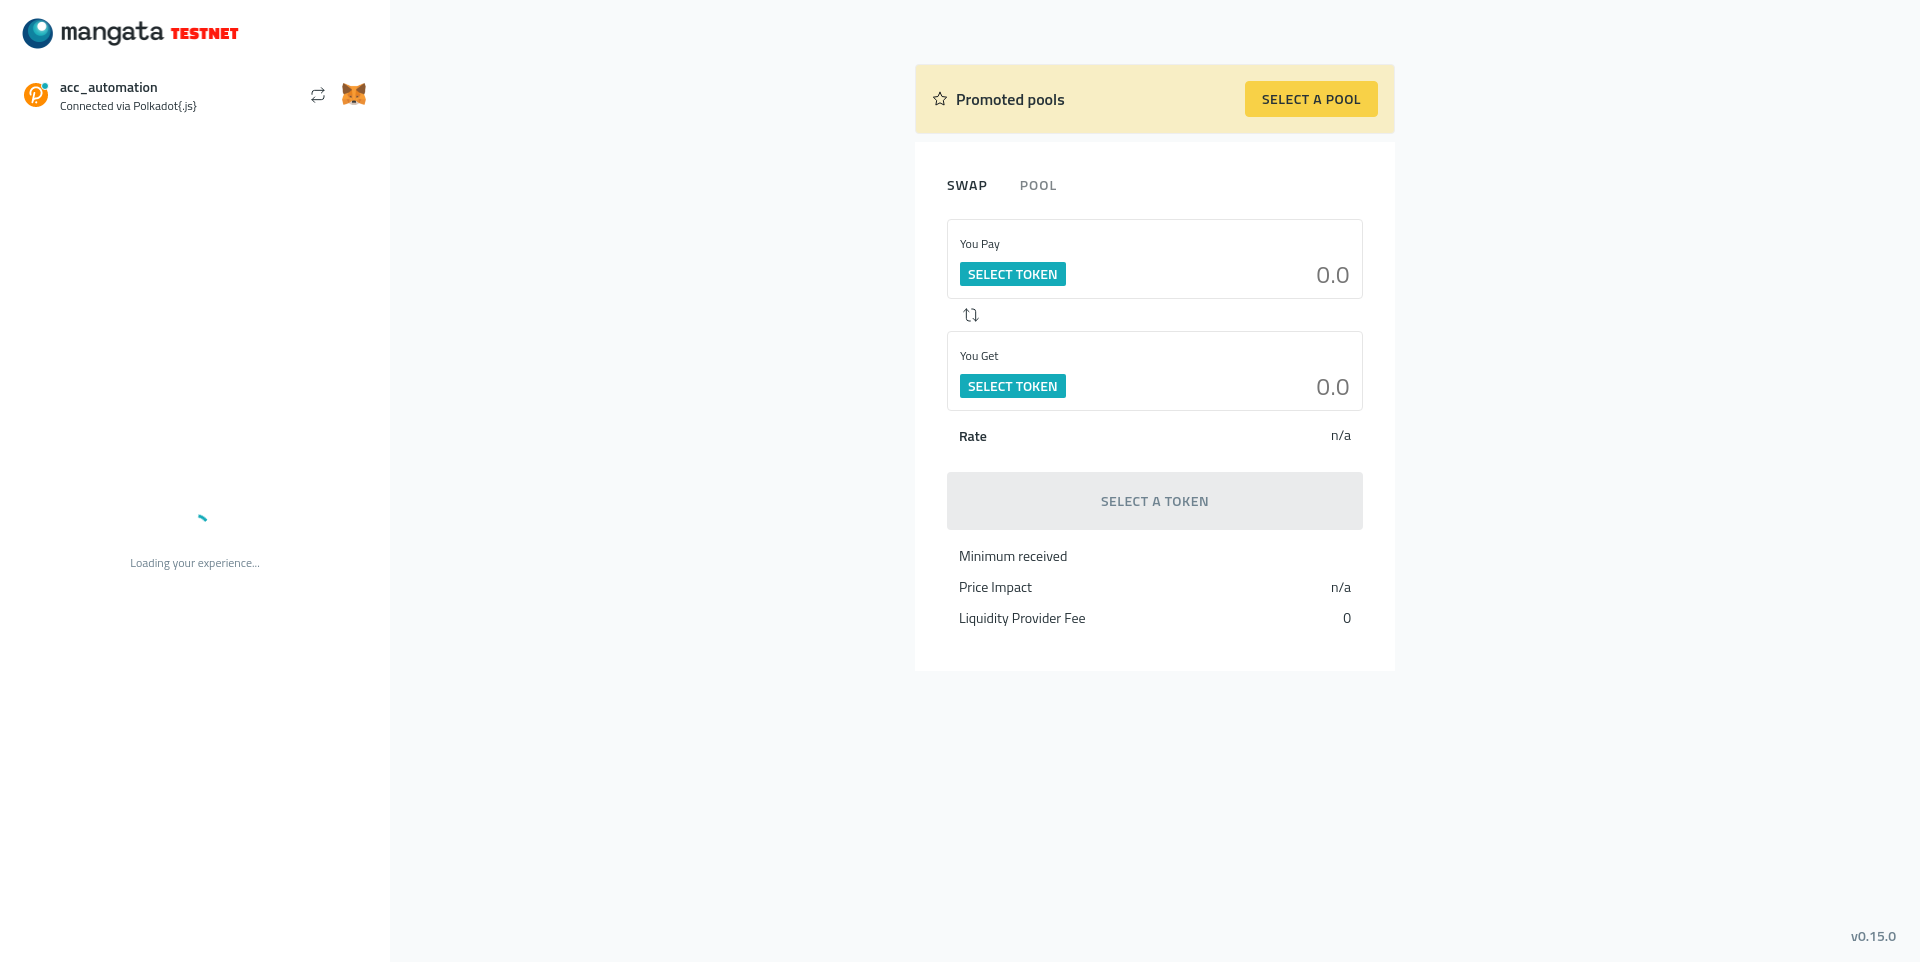 mangata TESTNET
acc_automation
Connected via Polkadot{.js}
Loading your experience...
Promoted pools
SELECT A POOL
SWAP POOL
You Pay
SELECT TOKEN 0.0
You Get
SELECT TOKEN 0.0
Rate n/a
SELECT A TOKEN
Minimum received
Price Impact n/a
Liquidity Provider Fee 0
v0.15.0